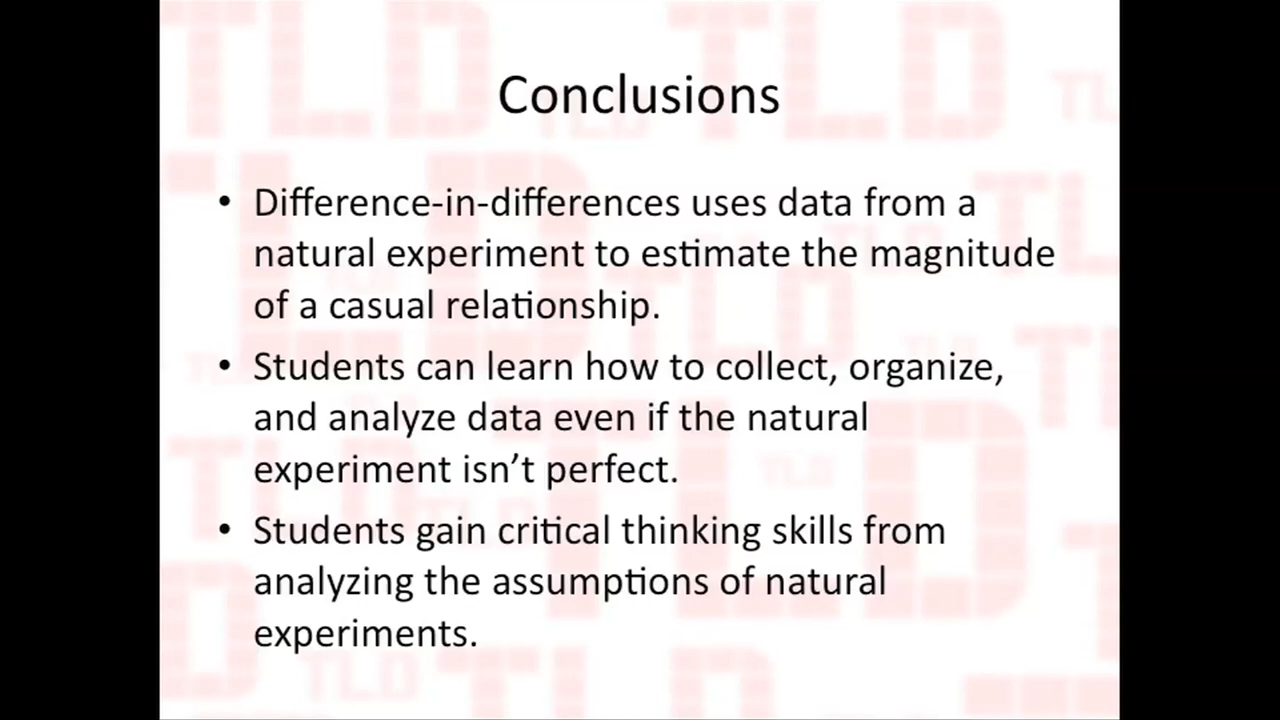 Conclusions
• Difference-in-differences uses data from a
natural experiment to estimate the magnitude
of a casual relationship.
• Students can learn how to collect, organize,
and analyze data even if the natural
experiment isn’t perfect.
• Students gain critical thinking skills from
analyzing the assumptions of natural
experiments.